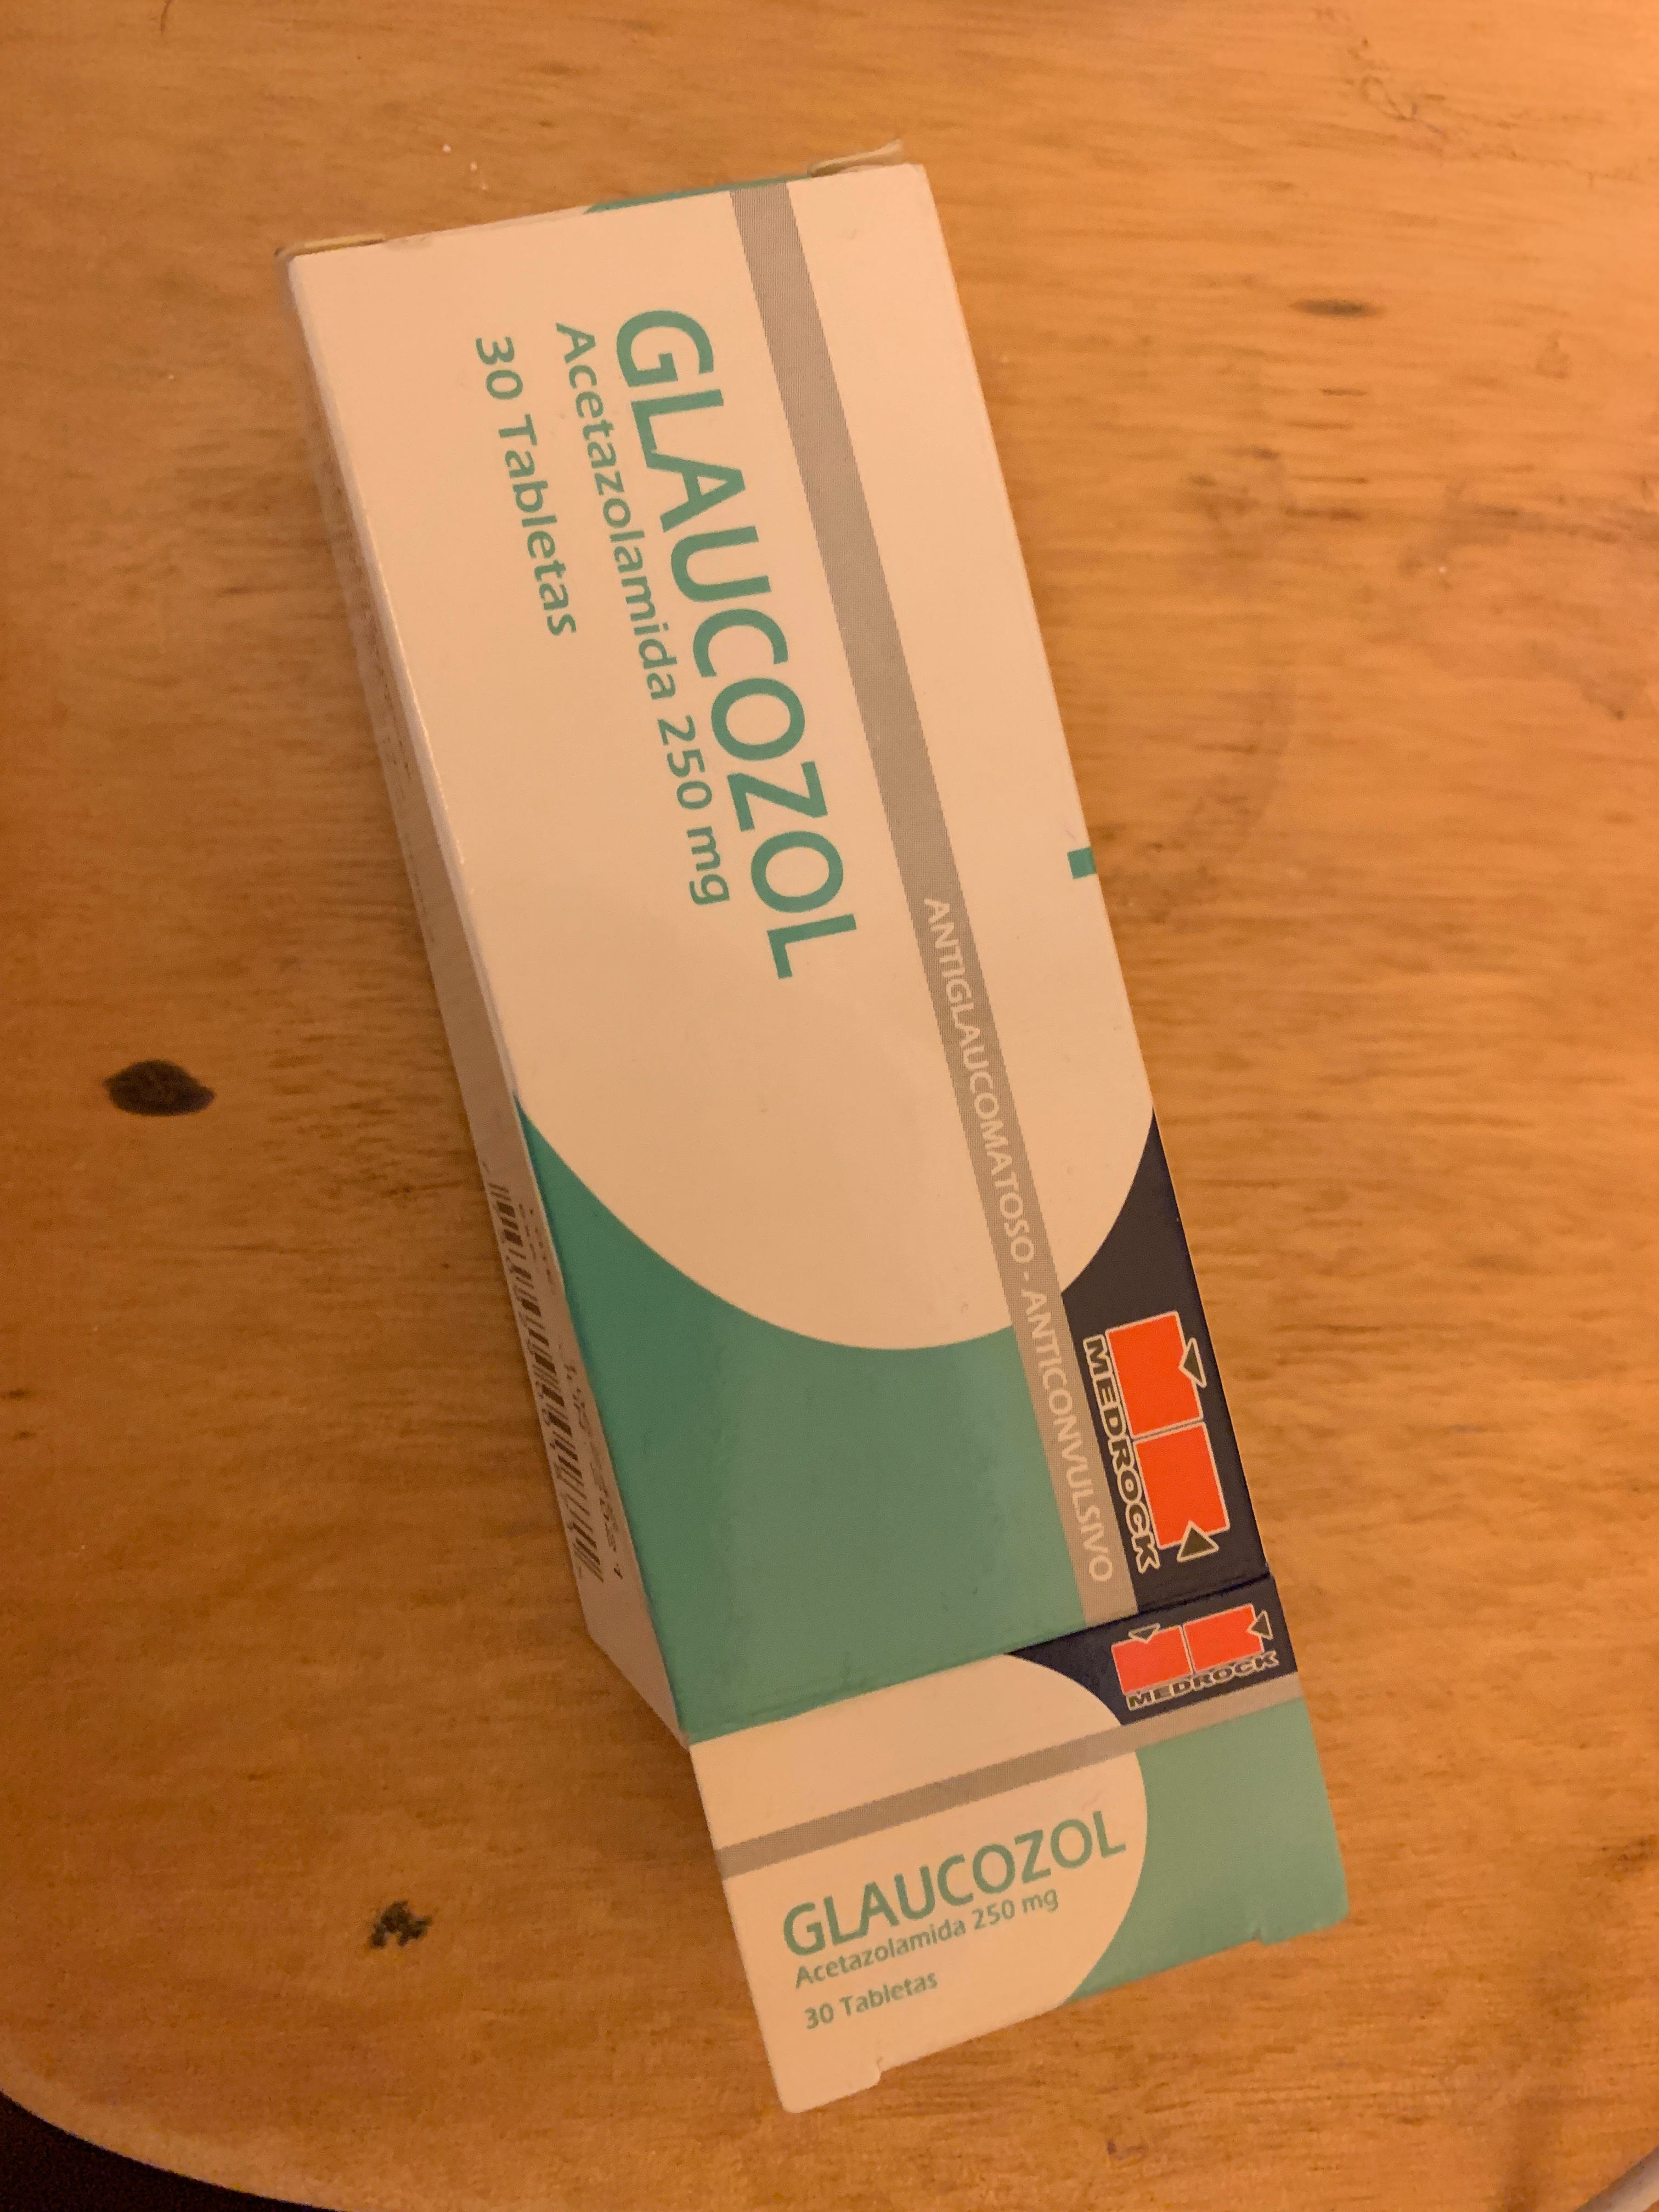 GLAUCOZOL
Acetazolamida 250 mg
30 Tabletas
ANTIGLAUCOMATOSO - ANTICONVULSIVO
MEDROCK
MEDROCK
GLAUCOZOL
Acetazolamida 250 mg
30 Tabletas